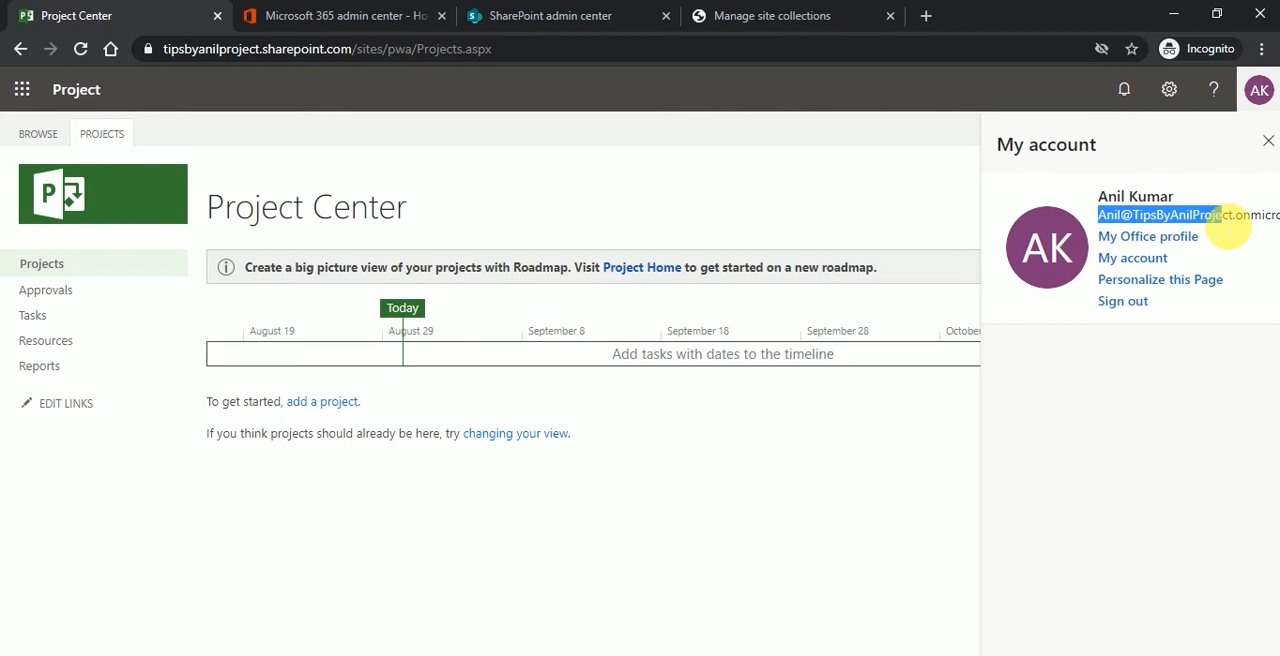 Project Center
Microsoft 365 admin center - Ho
SharePoint admin center
Manage site collections
tipsbyanilproject.sharepoint.com/sites/pwa/Projects.aspx
Incognito
Project
AK
BROWSE
PROJECTS
My account
P
Project Center
Anil Kumar
Anil@TipsByAnilProject.onmicro
AK
My Office profile
My account
Personalize this Page
Sign out
Projects
Approvals
Tasks
Resources
Reports
EDIT LINKS
Create a big picture view of your projects with Roadmap. Visit Project Home to get started on a new roadmap.
Today
August 19
August 29
September 8
September 18
September 28
October
Add tasks with dates to the timeline
To get started, add a project.
If you think projects should already be here, try changing your view.